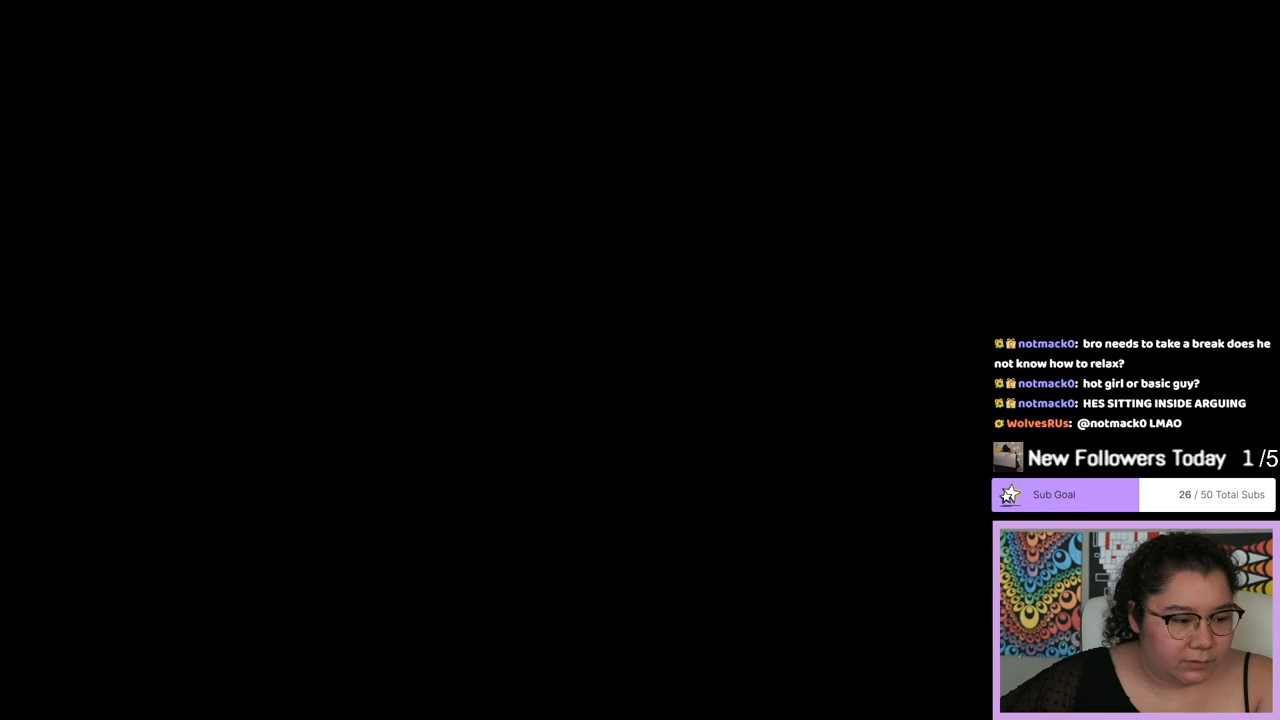 notmack0: bro needs to take a break does he
not know how to relax?
notmack0: hot girl or basic guy?
notmack0: HES SITTING INSIDE ARGUING
WolvesRUs: @notmack0 LMAO
New Followers Today 1 /5
Sub Goal 26 / 50 Total Subs